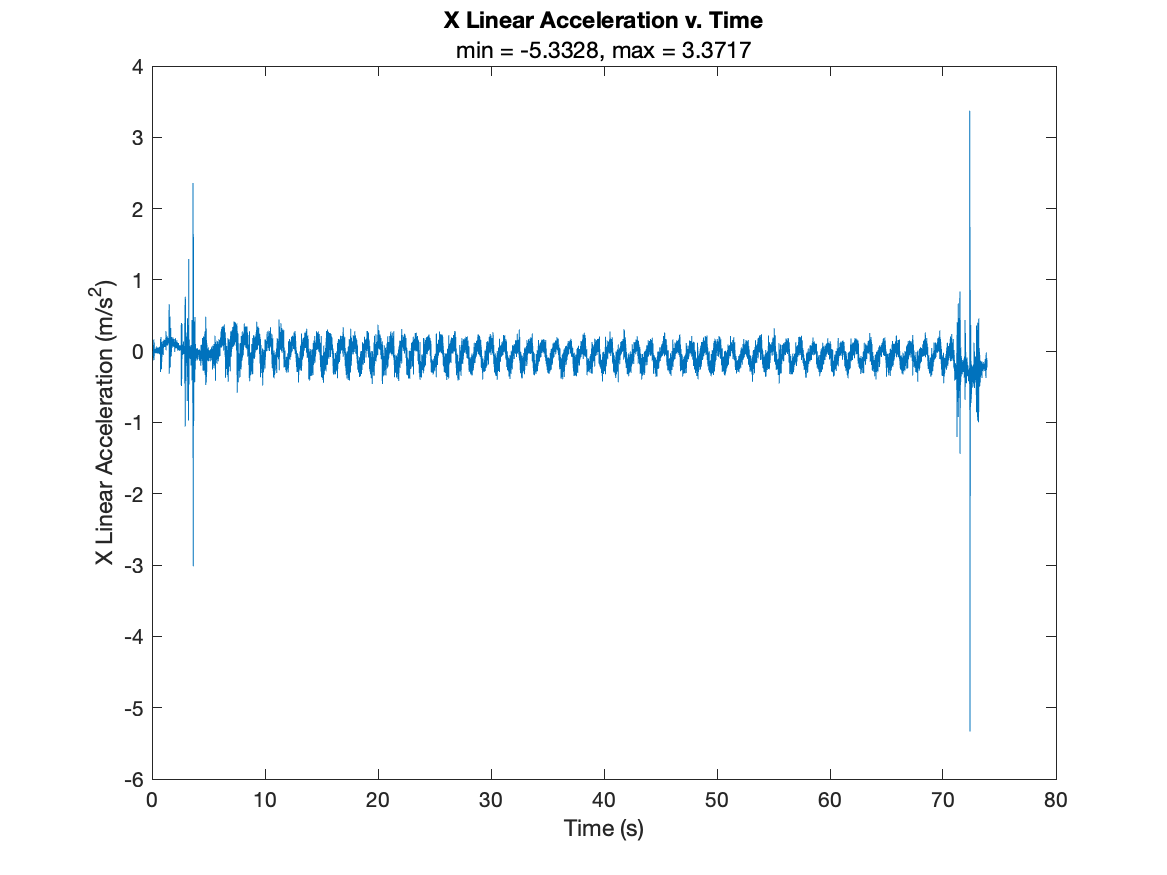 X Linear Acceleration v. Time
min = -5.3328, max = 3.3717
4
3
2
1
0
-1
-2
-3
-4
-5
-6
X Linear Acceleration (m/s²)
0 10 20 30 40 50 60 70 80
Time (s)